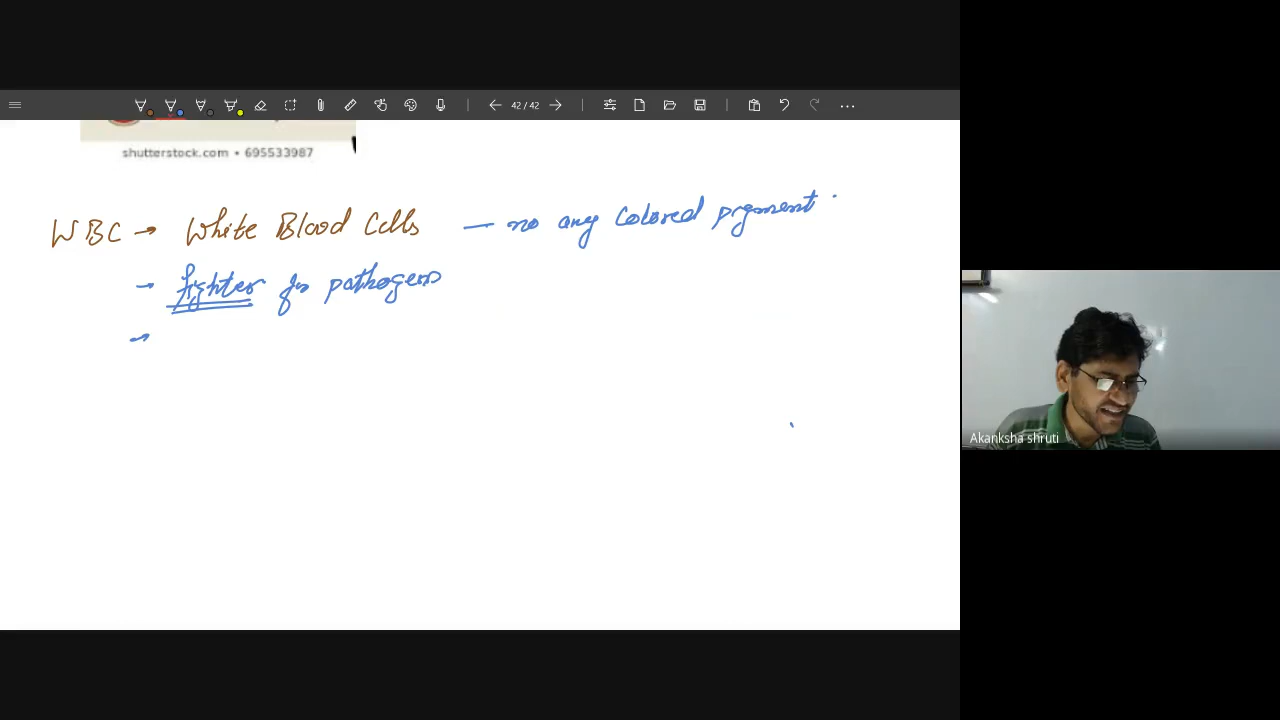 42 / 42
shutterstock.com • 695533987
WBC → White Blood Cells — no any Colored pigment
→ fighter for pathogens
→
Akanksha shruti